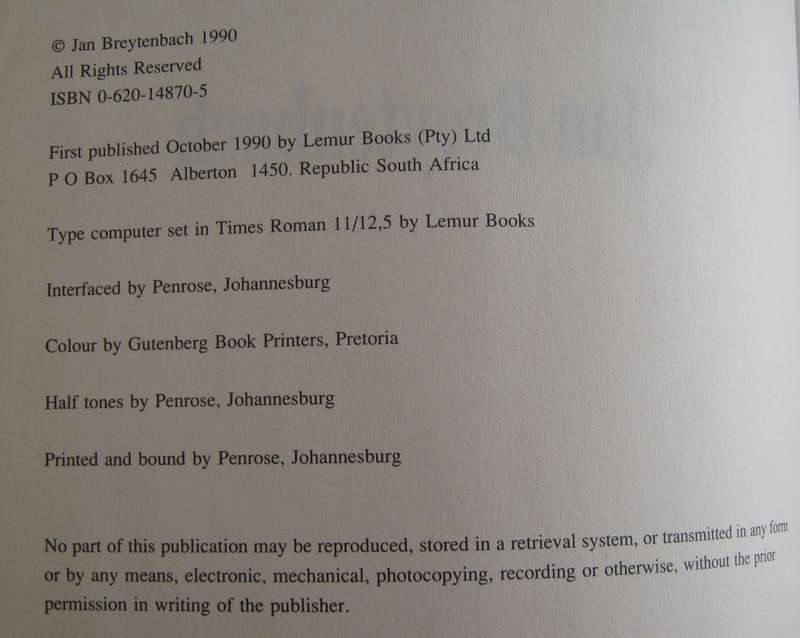 © Jan Breytenbach 1990
All Rights Reserved
ISBN 0-620-14870-5
First published October 1990 by Lemur Books (Pty) Ltd
P O Box 1645 Alberton 1450. Republic South Africa
Type computer set in Times Roman 11/12,5 by Lemur Books
Interfaced by Penrose, Johannesburg
Colour by Gutenberg Book Printers, Pretoria
Half tones by Penrose, Johannesburg
Printed and bound by Penrose, Johannesburg
No part of this publication may be reproduced, stored in a retrieval system, or transmitted in any form
or by any means, electronic, mechanical, photocopying, recording or otherwise, without the prior
permission in writing of the publisher.